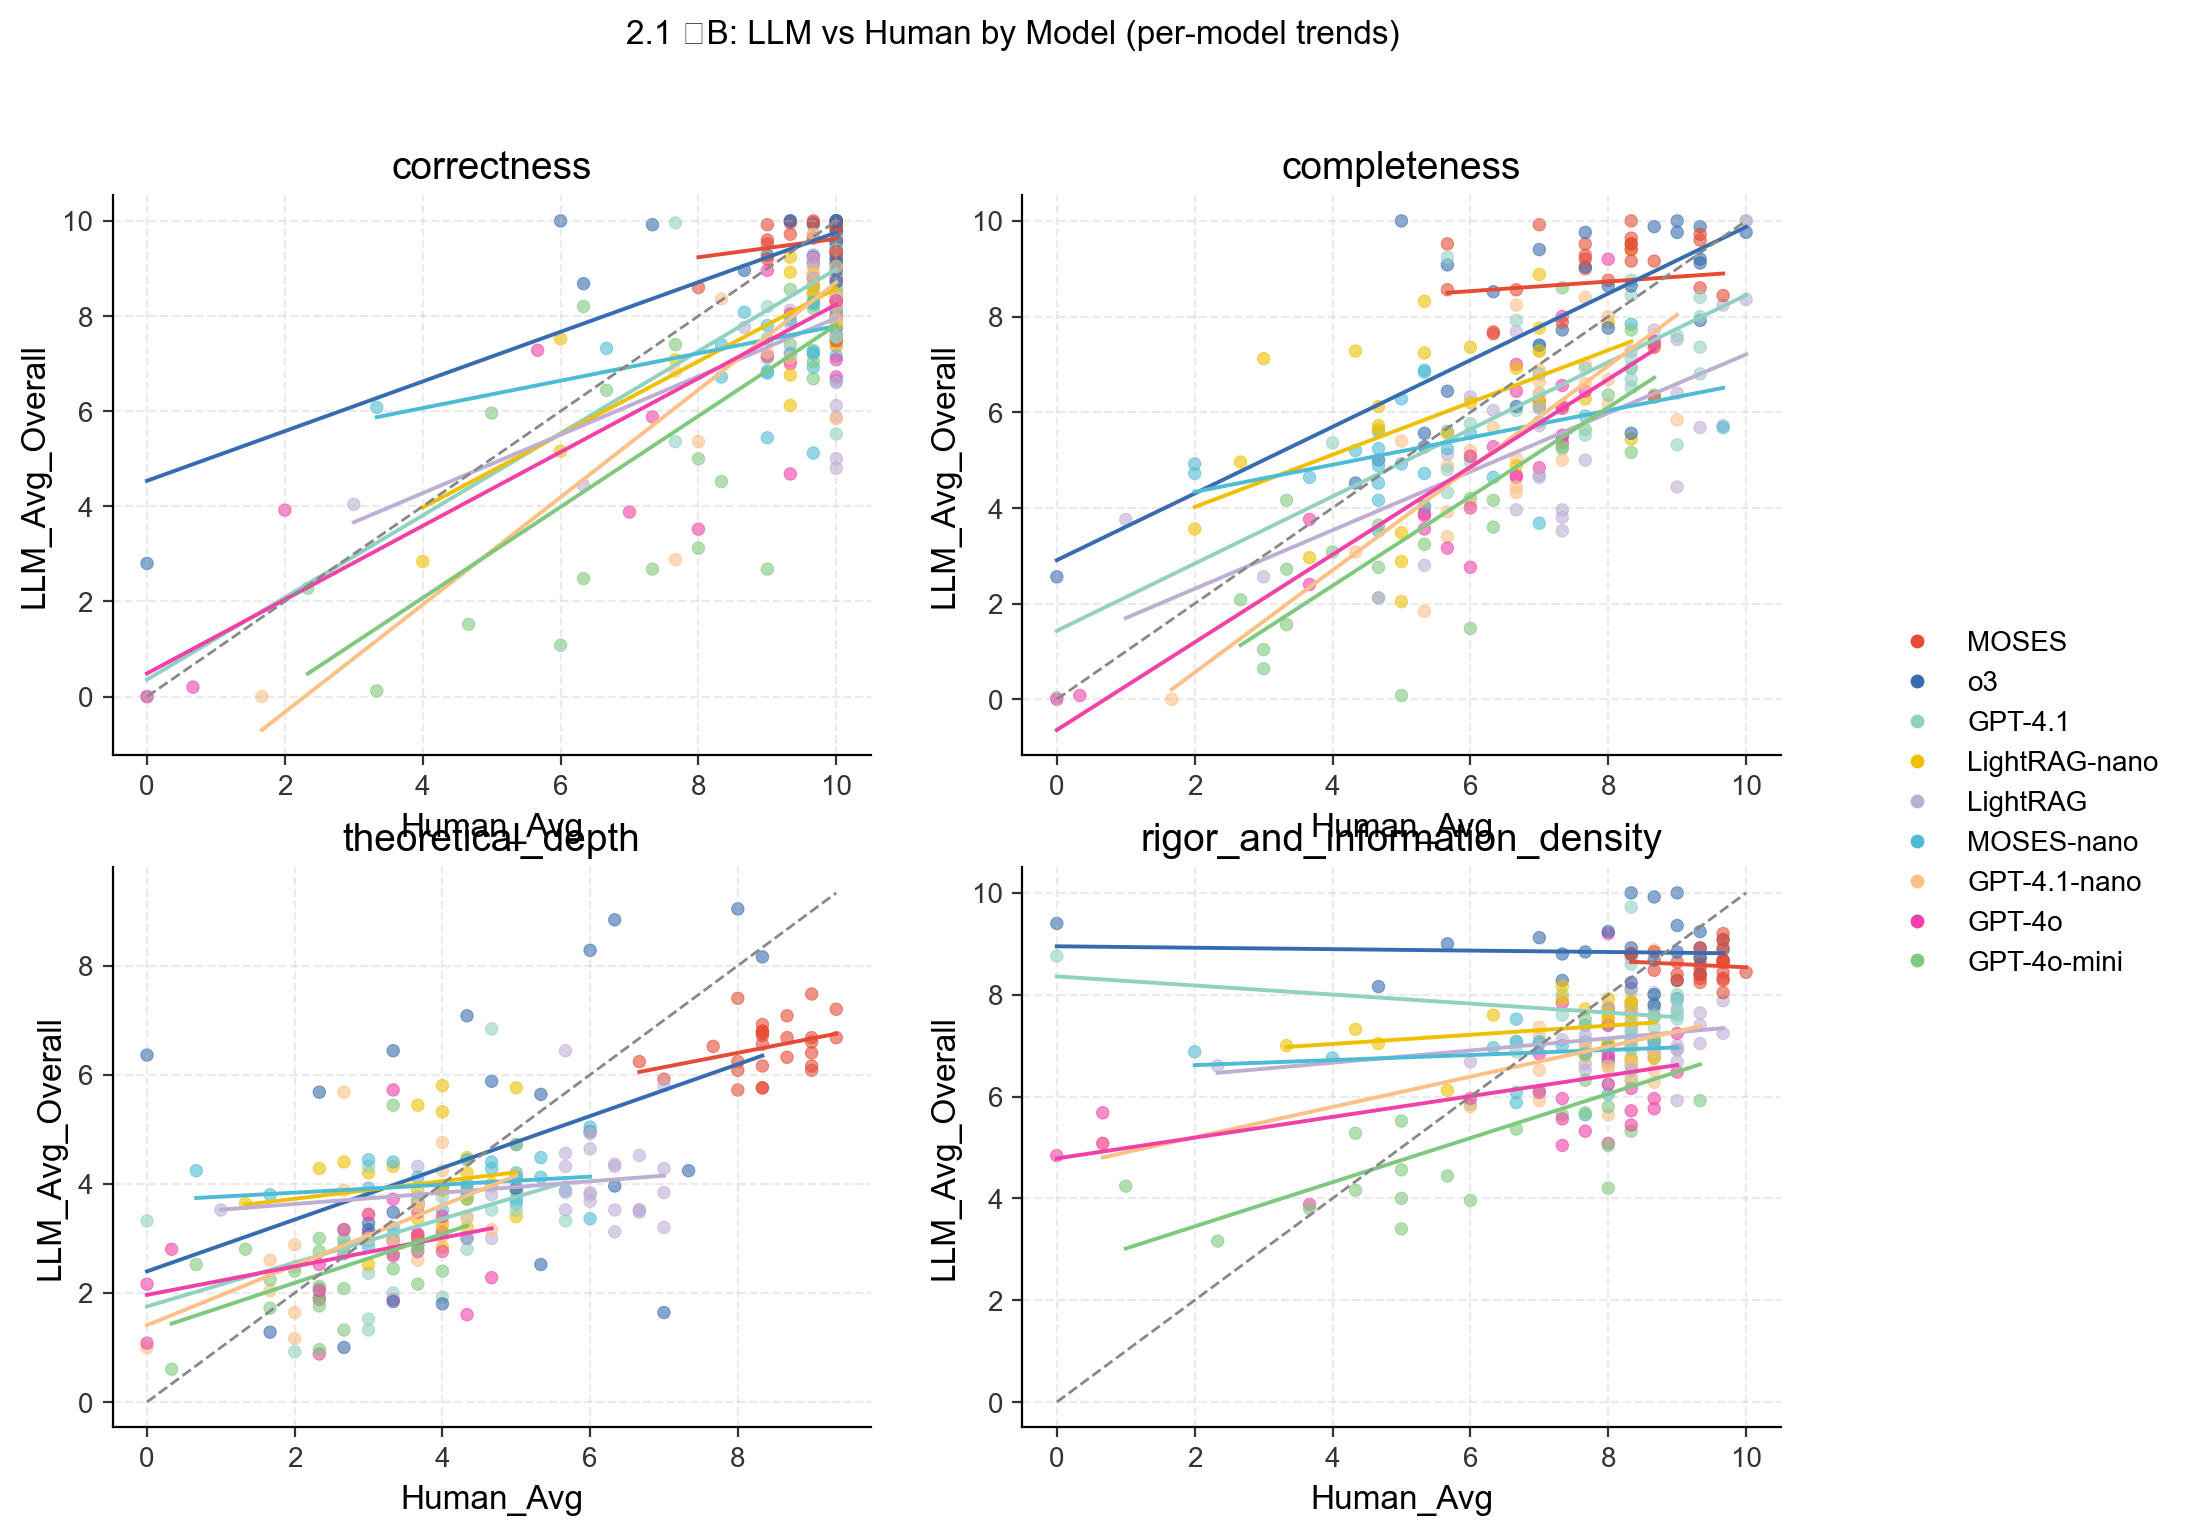 2.1 □B: LLM vs Human by Model (per-model trends)
correctness
completeness
10
8
6
4
2
0
LLM_Avg_Overall
0 2 4 6 8 10
Human_Avg
10
8
6
4
2
0
LLM_Avg_Overall
0 2 4 6 8 10
Human_Avg
theoretical_depth
rigor_and_information_density
8
6
4
2
0
LLM_Avg_Overall
0 2 4 6 8
Human_Avg
10
8
6
4
2
0
LLM_Avg_Overall
0 2 4 6 8 10
Human_Avg
MOSES
o3
GPT-4.1
LightRAG-nano
LightRAG
MOSES-nano
GPT-4.1-nano
GPT-4o
GPT-4o-mini